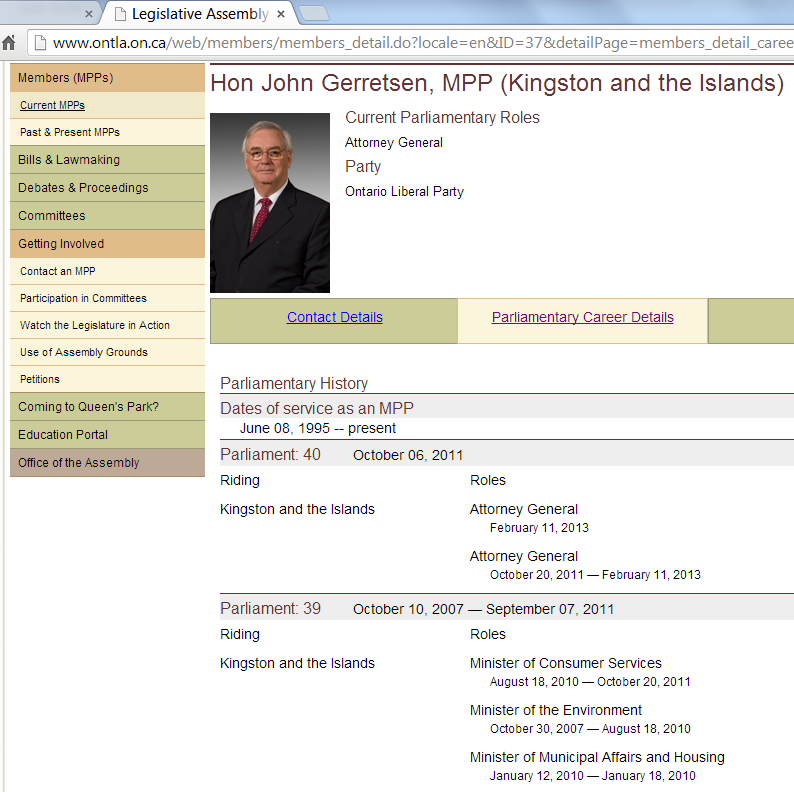 Legislative Assembly
www.ontla.on.ca/web/members/members_detail.do?locale=en&ID=37&detailPage=members_detail_caree
Members (MPPs)
Current MPPs
Past & Present MPPs
Bills & Lawmaking
Debates & Proceedings
Committees
Getting Involved
Contact an MPP
Participation in Committees
Watch the Legislature in Action
Use of Assembly Grounds
Petitions
Coming to Queen's Park?
Education Portal
Office of the Assembly
Hon John Gerretsen, MPP (Kingston and the Islands)
Current Parliamentary Roles
Attorney General
Party
Ontario Liberal Party
Contact Details
Parliamentary Career Details
Parliamentary History
Dates of service as an MPP
June 08, 1995 -- present
Parliament: 40 October 06, 2011
Riding Roles
Kingston and the Islands Attorney General
February 11, 2013
Attorney General
October 20, 2011 — February 11, 2013
Parliament: 39 October 10, 2007 — September 07, 2011
Riding Roles
Kingston and the Islands Minister of Consumer Services
August 18, 2010 — October 20, 2011
Minister of the Environment
October 30, 2007 — August 18, 2010
Minister of Municipal Affairs and Housing
January 12, 2010 — January 18, 2010